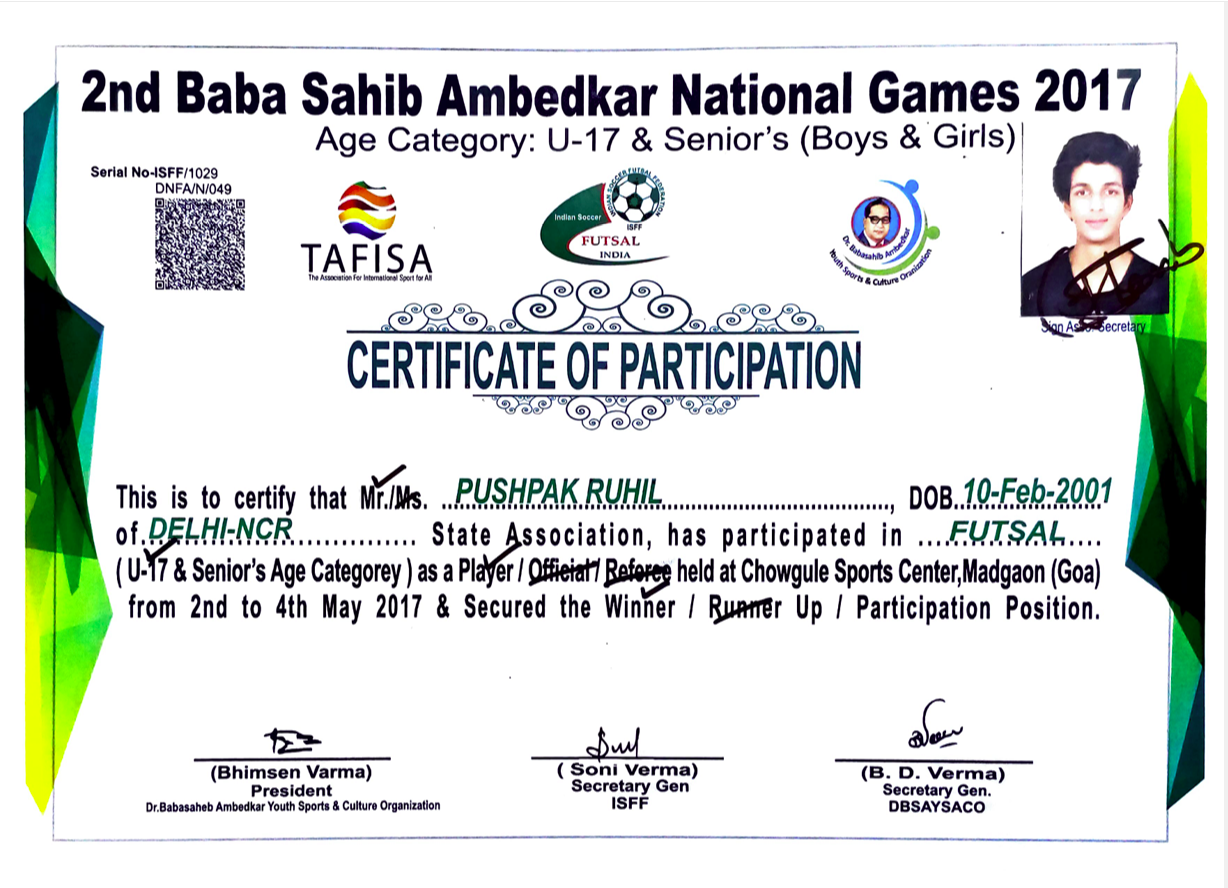 2nd Baba Sahib Ambedkar National Games 2017
Age Category: U-17 & Senior's (Boys & Girls)
Serial No-ISFF/1029
DNFA/N/049
TAFISA
The Association For International Sport for All
INDIAN SOCCER FUTSAL FEDERATION
Indian Soccer
ISFF
FUTSAL
INDIA
Dr. Babasahib Ambedkar
Youth Sports & Culture Oranization
Sign Asso. Secretary
CERTIFICATE OF PARTICIPATION
This is to certify that Mr./Ms. ..PUSHPAK RUHIL........................................, DOB..10-Feb-2001
of..DELHI-NCR.................. State Association, has participated in .....FUTSAL.....
( U-17 & Senior's Age Categorey ) as a Player / Official / Referee held at Chowgule Sports Center,Madgaon (Goa)
from 2nd to 4th May 2017 & Secured the Winner / Runner Up / Participation Position.
(Bhimsen Varma)
President
Dr.Babasaheb Ambedkar Youth Sports & Culture Organization
( Soni Verma)
Secretary Gen
ISFF
(B. D. Verma)
Secretary Gen.
DBSAYSACO